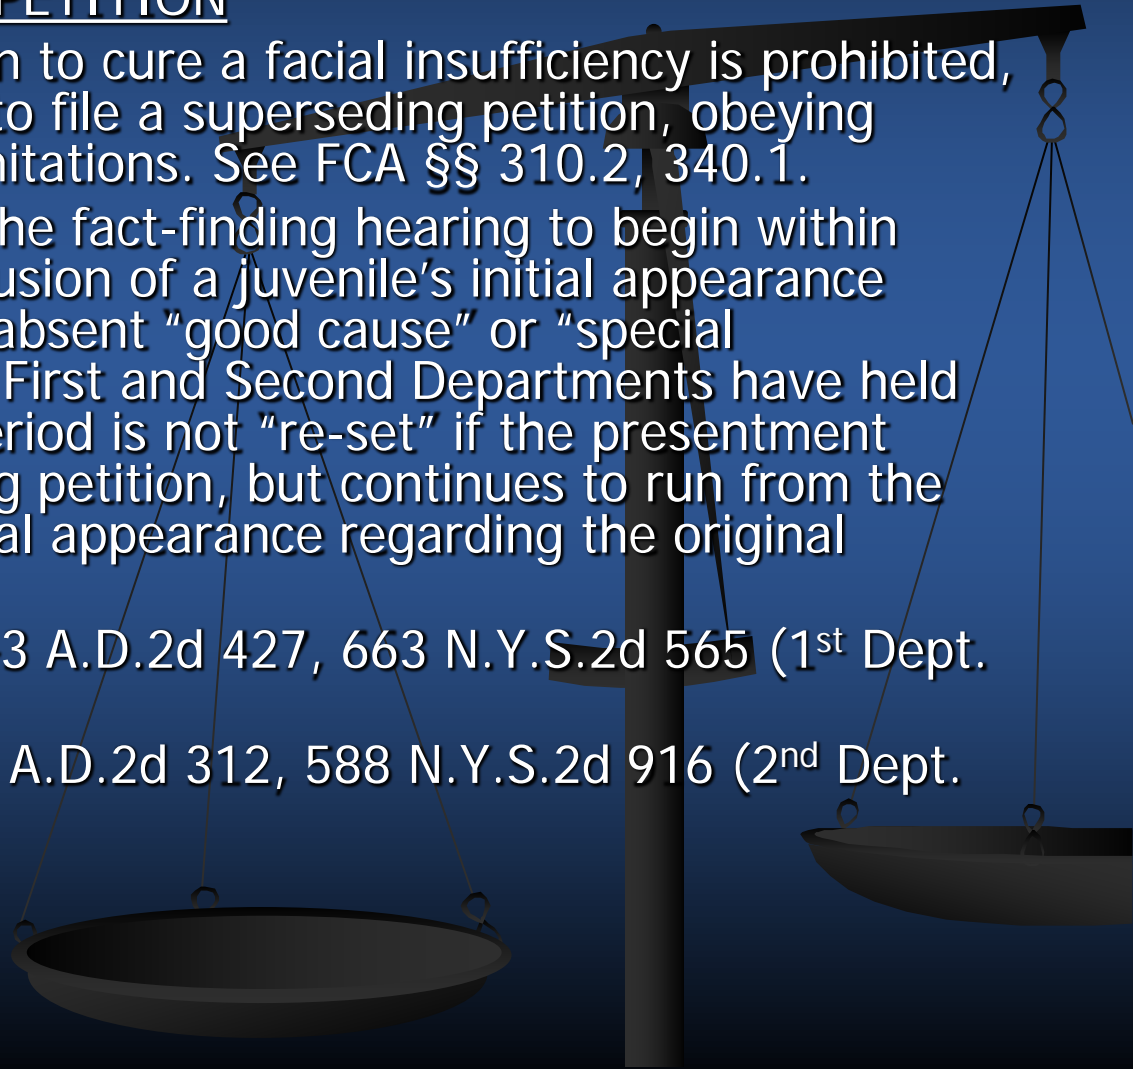 PETITION
n to cure a facial insufficiency is prohibited,
to file a superseding petition, obeying
nitations. See FCA §§ 310.2, 340.1.
he fact-finding hearing to begin within
usion of a juvenile’s initial appearance
absent “good cause” or “special
First and Second Departments have held
eriod is not “re-set” if the presentment
g petition, but continues to run from the
al appearance regarding the original
3 A.D.2d 427, 663 N.Y.S.2d 565 (1st Dept.
A.D.2d 312, 588 N.Y.S.2d 916 (2nd Dept.